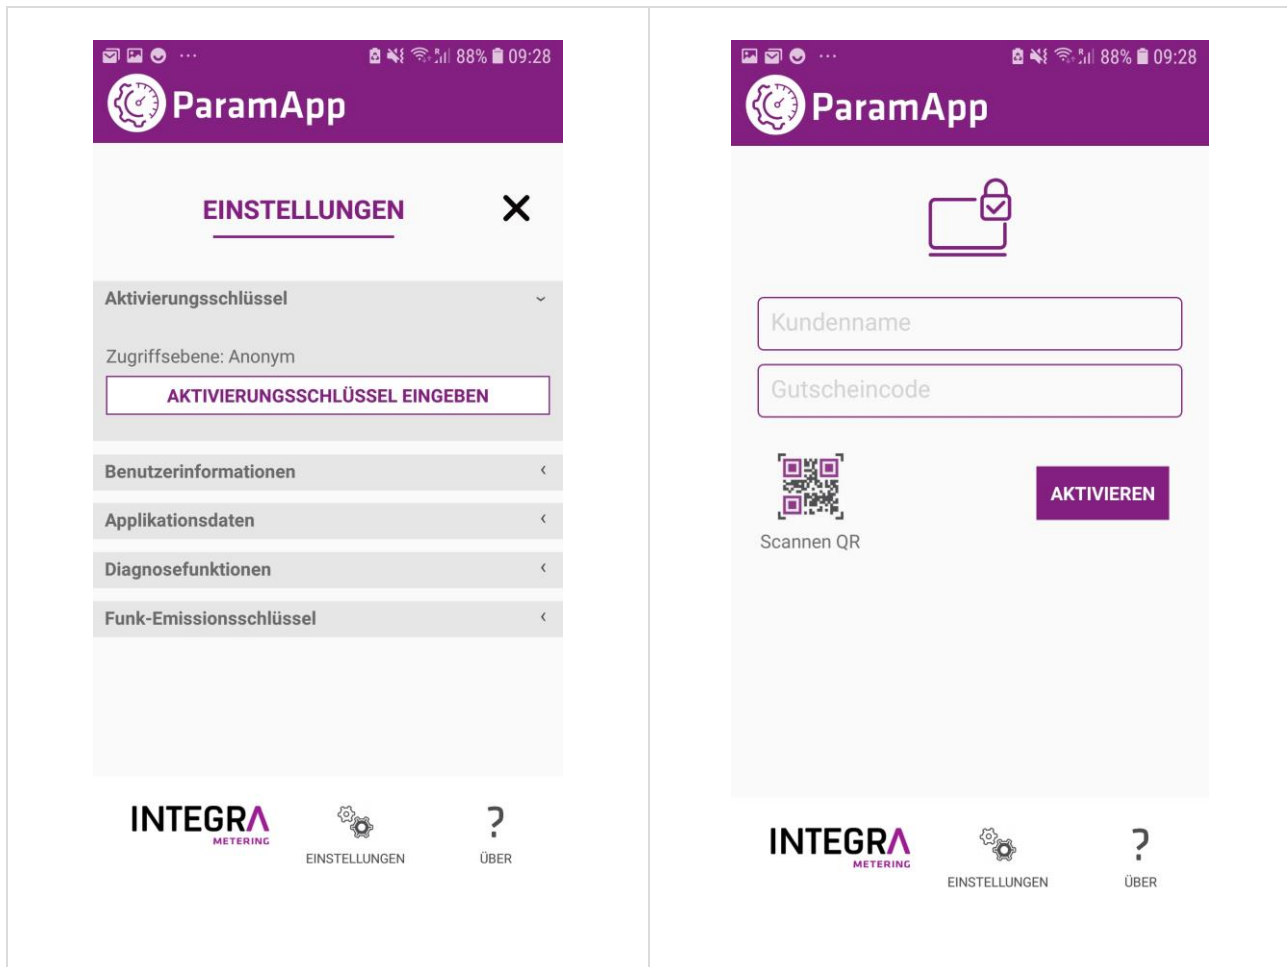 88% 09:28
ParamApp
EINSTELLUNGEN
Aktivierungsschlüssel
Zugriffsebene: Anonym
AKTIVIERUNGSSCHLÜSSEL EINGEBEN
Benutzerinformationen
Applikationsdaten
Diagnosefunktionen
Funk-Emissionsschlüssel
INTEGRA
METERING
EINSTELLUNGEN
ÜBER
88% 09:28
ParamApp
Kundenname
Gutscheincode
AKTIVIEREN
Scannen QR
INTEGRA
METERING
EINSTELLUNGEN
ÜBER